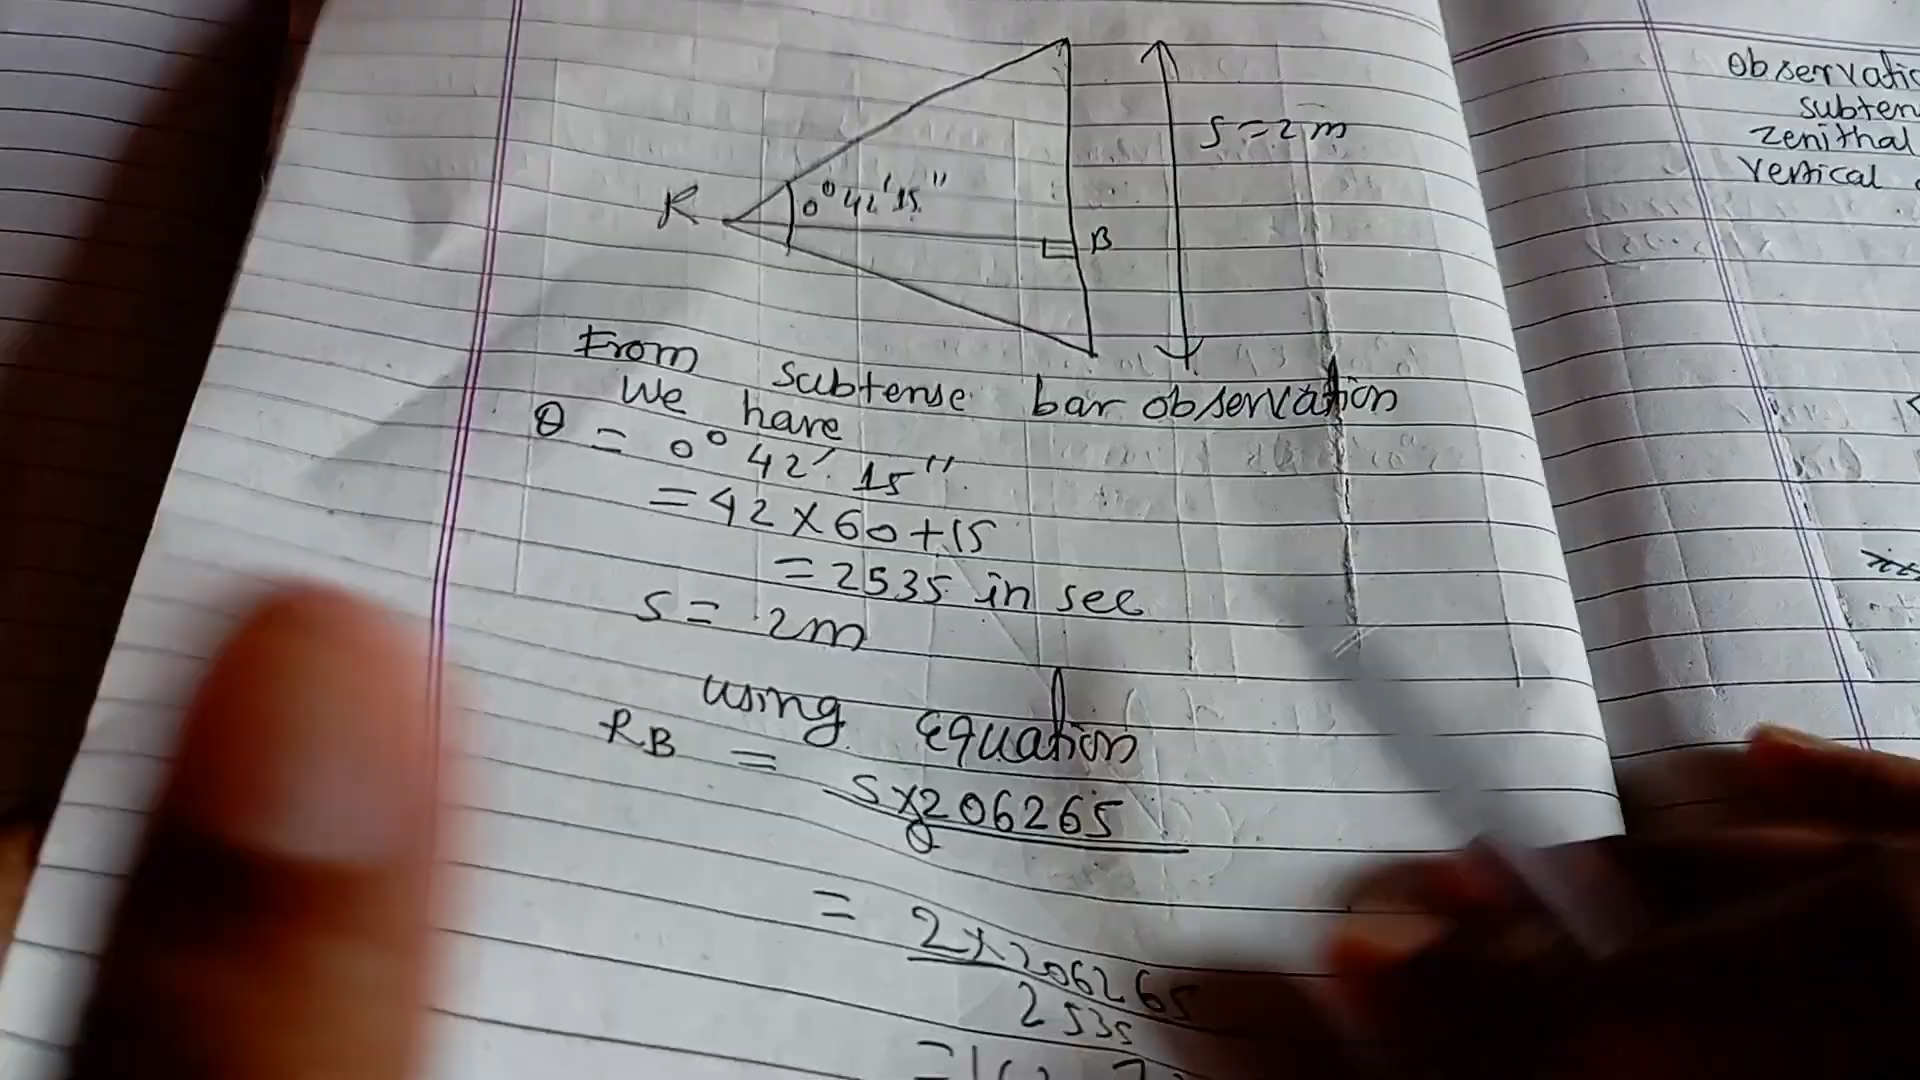 S=2m
R
0°42'15"
B
From subtense bar observation
We have
θ = 0° 42' 15"
= 42×60+15
= 2535 in sec
S = 2m
using Equation
RB = S×206265
θ
= 2×206265
2535
Observatio
subten
Zenithal
Vertical